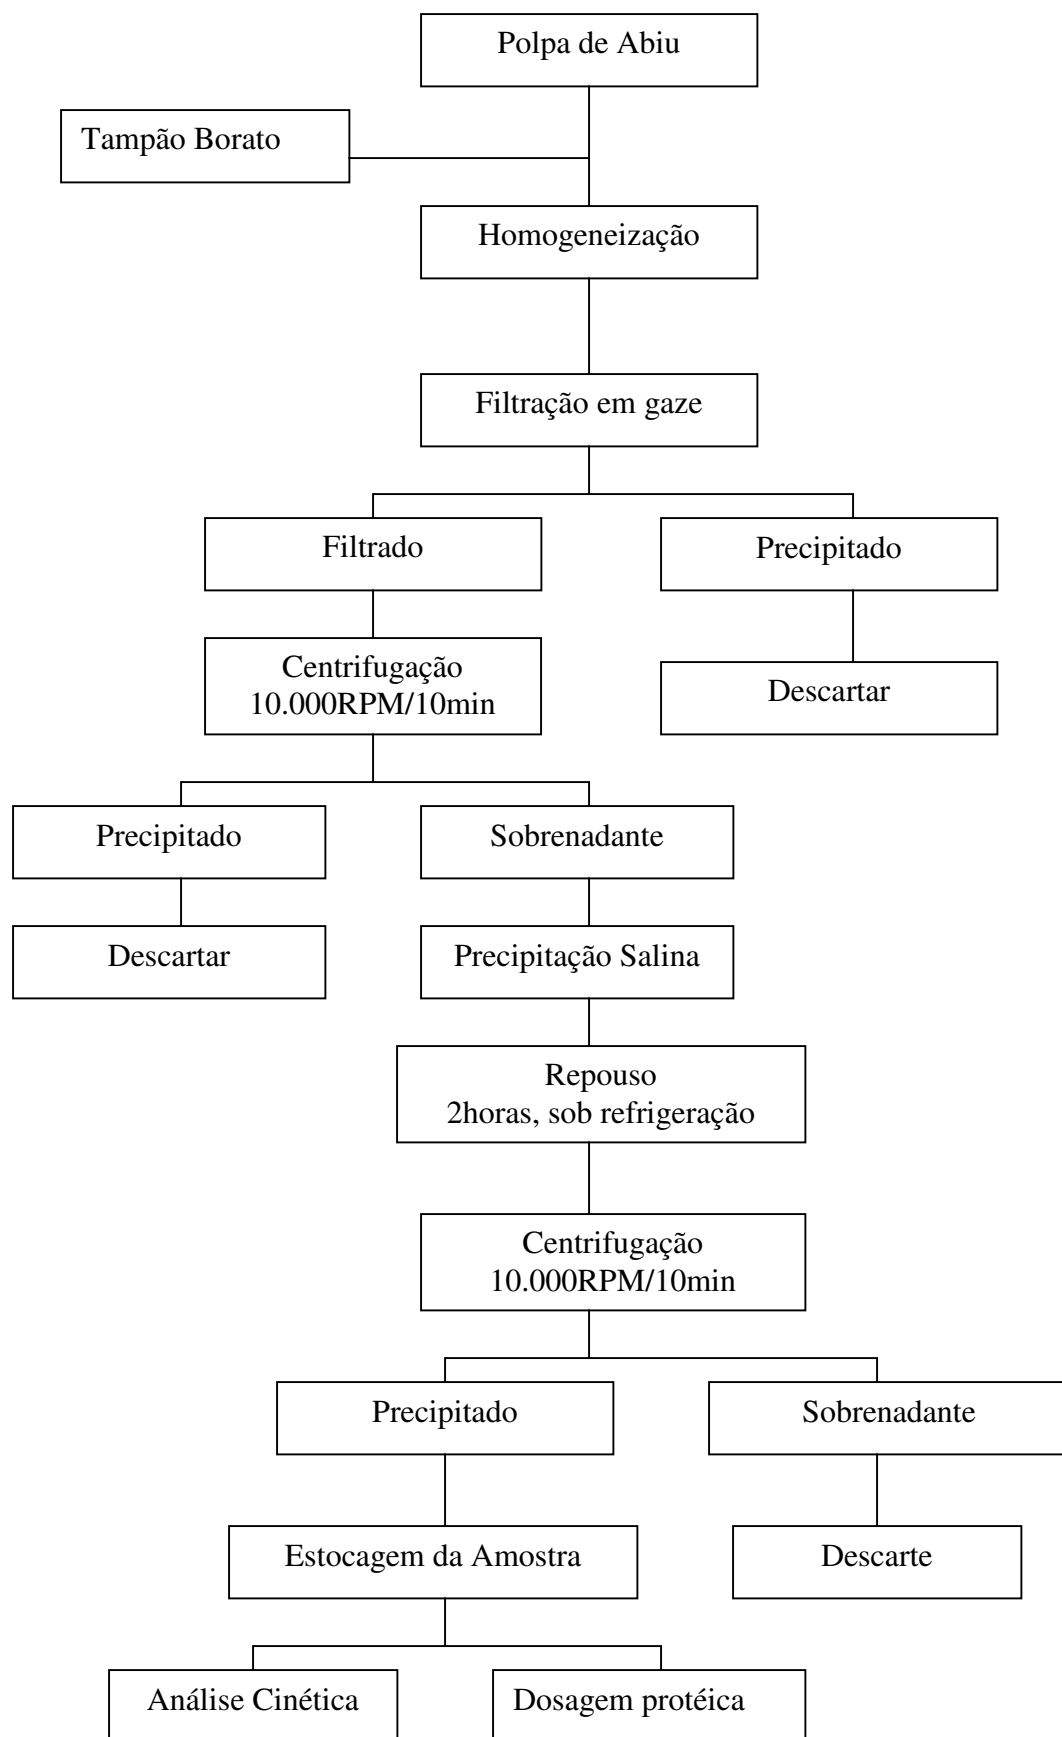 Polpa de Abiu
Tampão Borato
Homogeneização
Filtração em gaze
Filtrado
Precipitado
Centrifugação
10.000RPM/10min
Descartar
Precipitado
Sobrenadante
Descartar
Precipitação Salina
Repouso
2horas, sob refrigeração
Centrifugação
10.000RPM/10min
Precipitado
Sobrenadante
Estocagem da Amostra
Descarte
Análise Cinética
Dosagem protéica